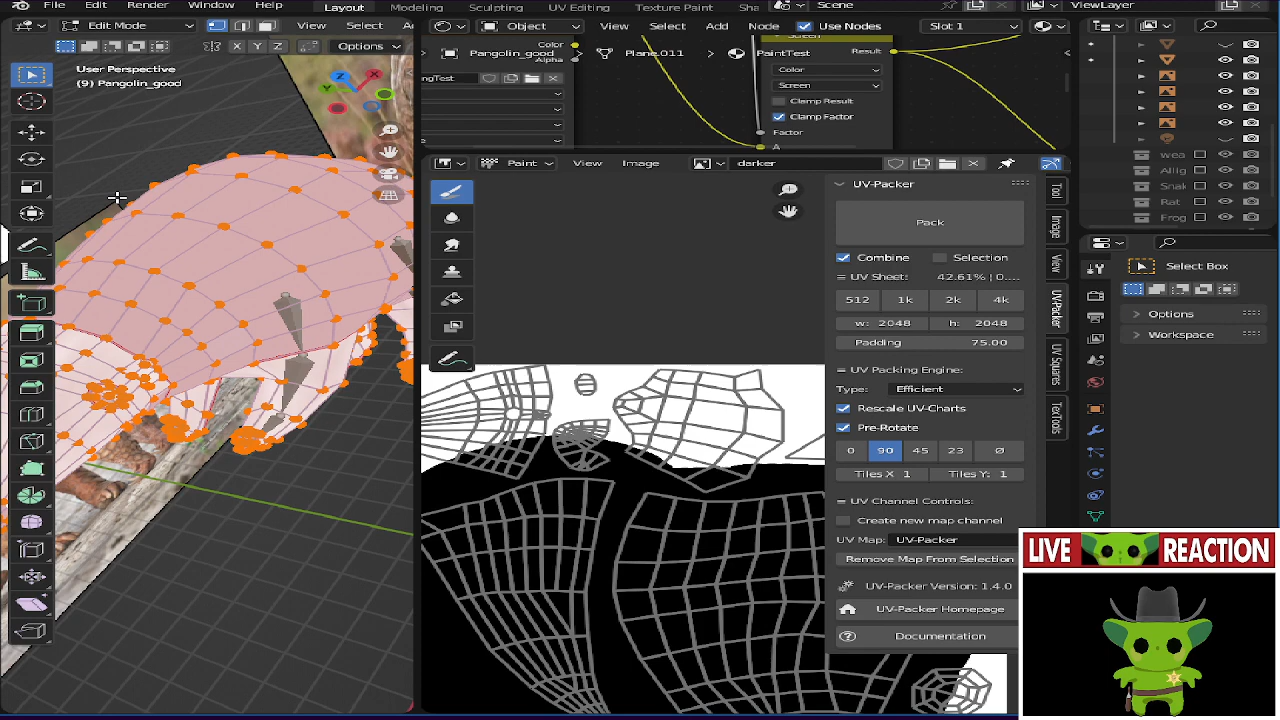 File Edit Render Window Help Layout Modeling Sculpting UV Editing Texture Paint Sha Scene ViewLayer
Edit Mode View Select Object View Select Add Node Use Nodes Slot 1
X Y Z Options Color Pangolin_good Plane.011 PaintTest Result
User Perspective Alpha Color
(9) Pangolin_good ngTest Screen
Z X Clamp Result
Y Clamp Factor
Factor
A
Paint View Image darker
wea
Allig
Snak
Rat
Frog
UV-Packer
Pack
Combine Selection
UV Sheet: 42.61% | 0....
512 1k 2k 4k
w: 2048 h: 2048
Padding 75.00
UV Packing Engine:
Type: Efficient
Rescale UV-Charts
Pre-Rotate
0 90 45 23 Ø
Tiles X 1 Tiles Y: 1
UV Channel Controls:
Create new map channel
UV Map: UV-Packer
Remove Map From Selection
UV-Packer Version: 1.4.0
UV-Packer Homepage
Documentation
Tool
Image
View
UVPacker
UV Squares
TexTools
Select Box
Options
Workspace
LIVE REACTION